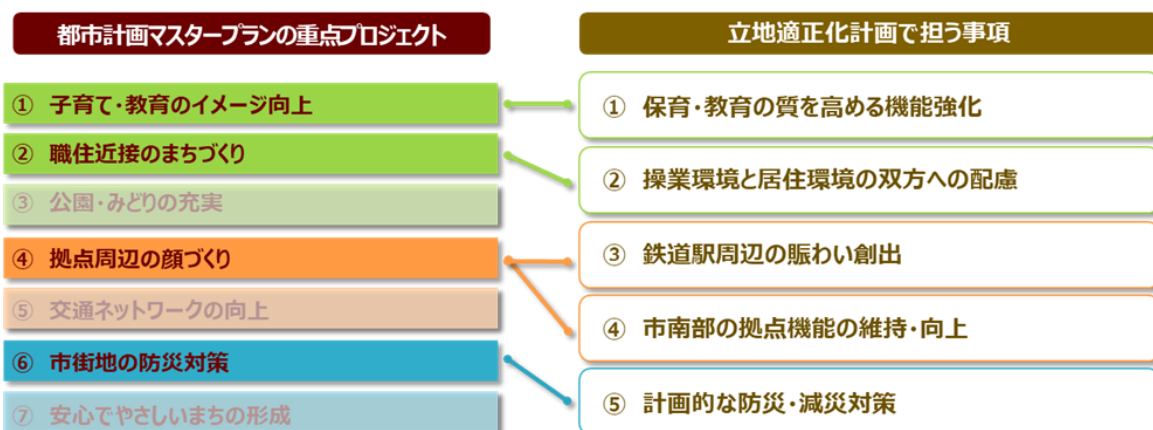 都市計画マスタープランの重点プロジェクト
① 子育て・教育のイメージ向上
② 職住近接のまちづくり
③ 公園・みどりの充実
④ 拠点周辺の顔づくり
⑤ 交通ネットワークの向上
⑥ 市街地の防災対策
⑦ 安心でやさしいまちの形成
立地適正化計画で担う事項
① 保育・教育の質を高める機能強化
② 操業環境と居住環境の双方への配慮
③ 鉄道駅周辺の賑わい創出
④ 市南部の拠点機能の維持・向上
⑤ 計画的な防災・減災対策